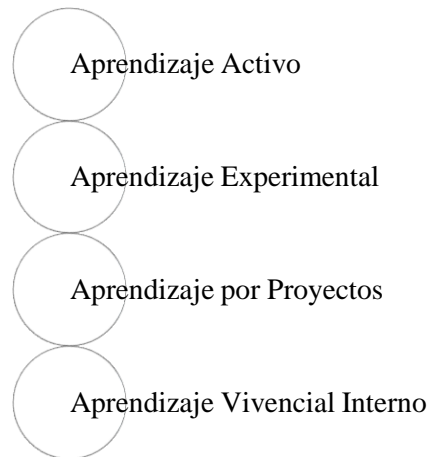 Aprendizaje Activo
Aprendizaje Experimental
Aprendizaje por Proyectos
Aprendizaje Vivencial Interno